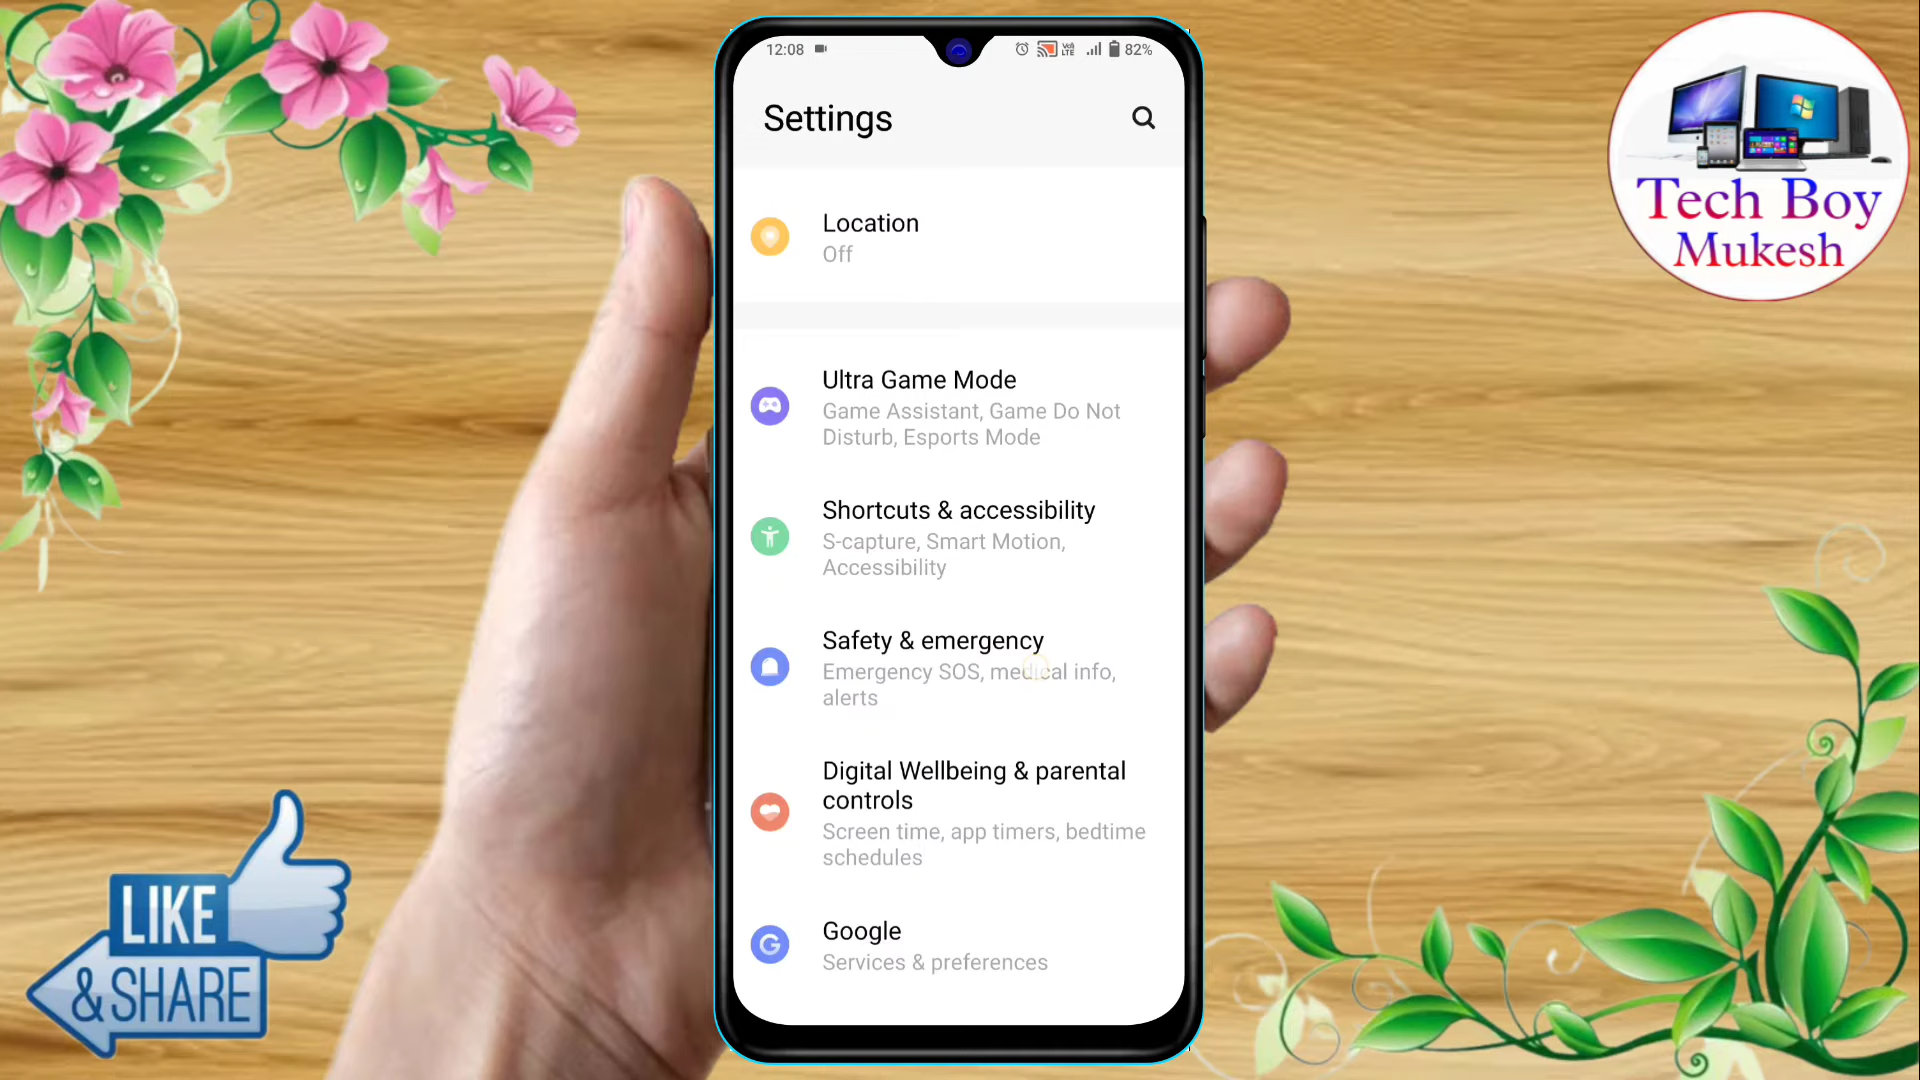 12:08
82%
Settings
Location
Off
Ultra Game Mode
Game Assistant, Game Do Not
Disturb, Esports Mode
Shortcuts & accessibility
S-capture, Smart Motion,
Accessibility
Safety & emergency
Emergency SOS, medical info,
alerts
Digital Wellbeing & parental
controls
Screen time, app timers, bedtime
schedules
Google
Services & preferences
Tech Boy
Mukesh
LIKE
& SHARE